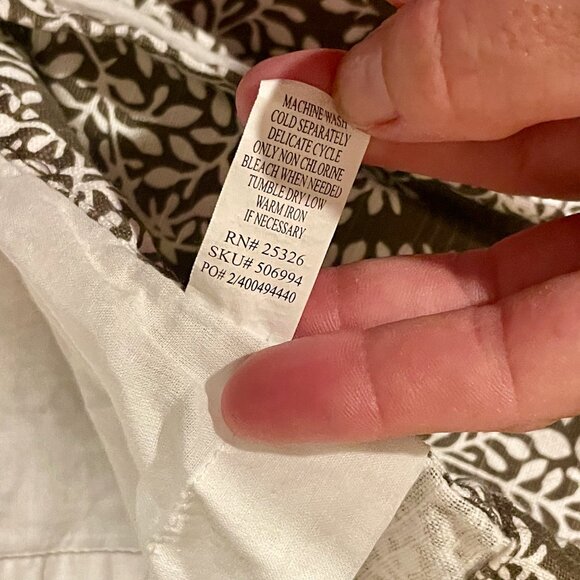 MACHINE WASH
COLD SEPARATELY
DELICATE CYCLE
ONLY NON CHLORINE
BLEACH WHEN NEEDED
TUMBLE DRY LOW
WARM IRON
IF NECESSARY
RN# 25326
SKU# 506994
PO# 2/400494440